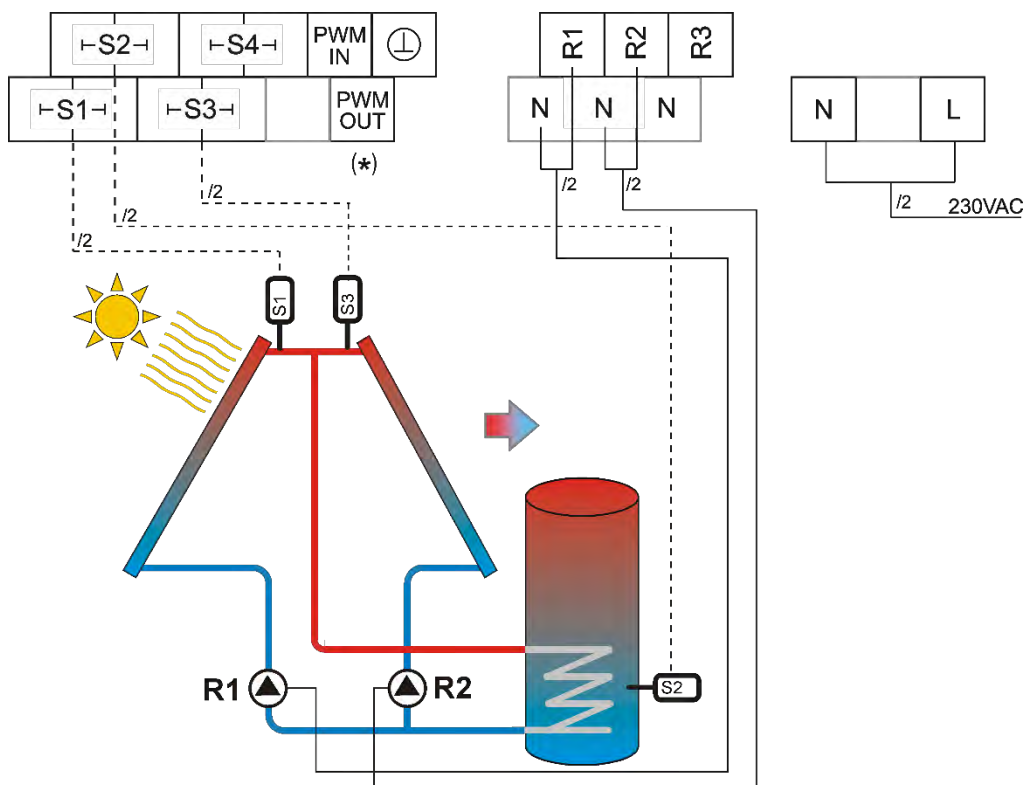 S2 S4 PWM IN
S1 S3 PWM OUT
(*)
R1 R2 R3
N N N
N L
/2
/2
/2
/2
/2
/2
230VAC
S1
S3
R1
R2
S2